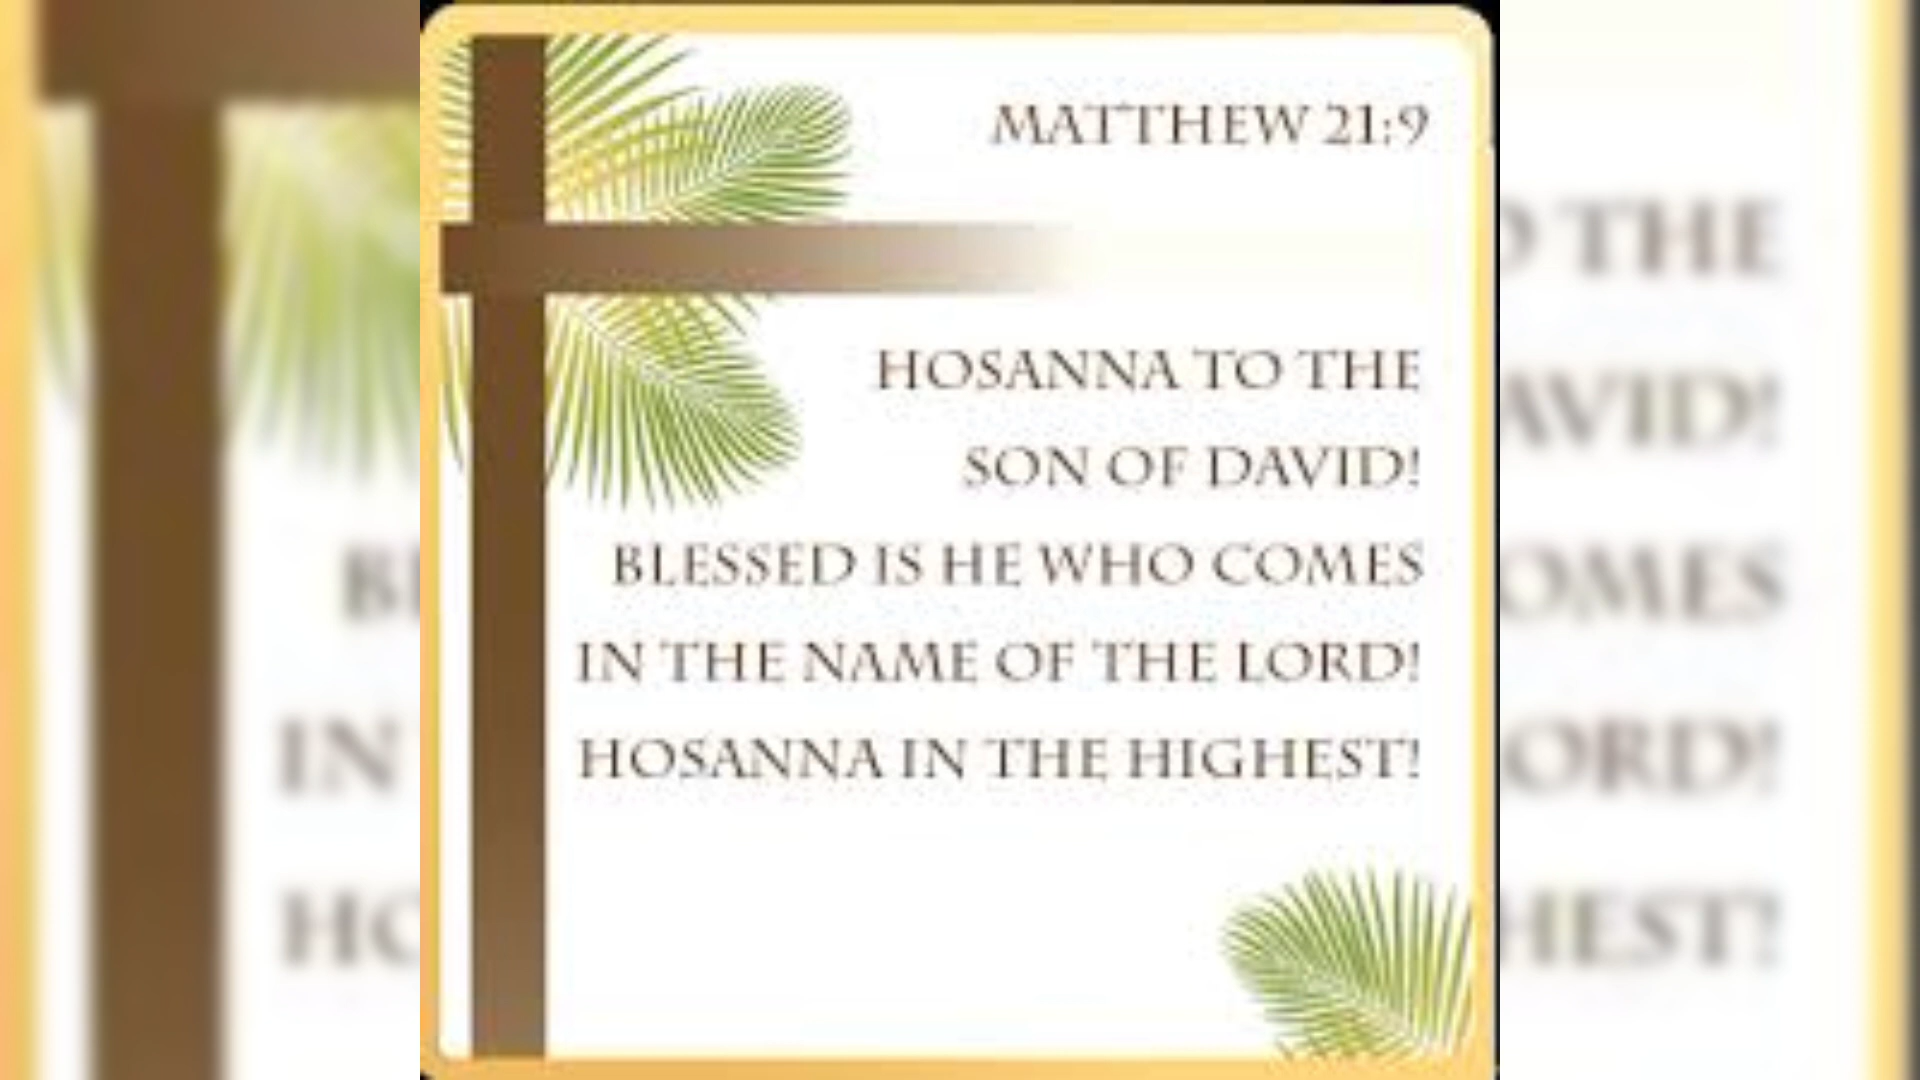 MATTHEW 21:9
HOSANNA TO THE
SON OF DAVID!
BLESSED IS HE WHO COMES
IN THE NAME OF THE LORD!
HOSANNA IN THE HIGHEST!